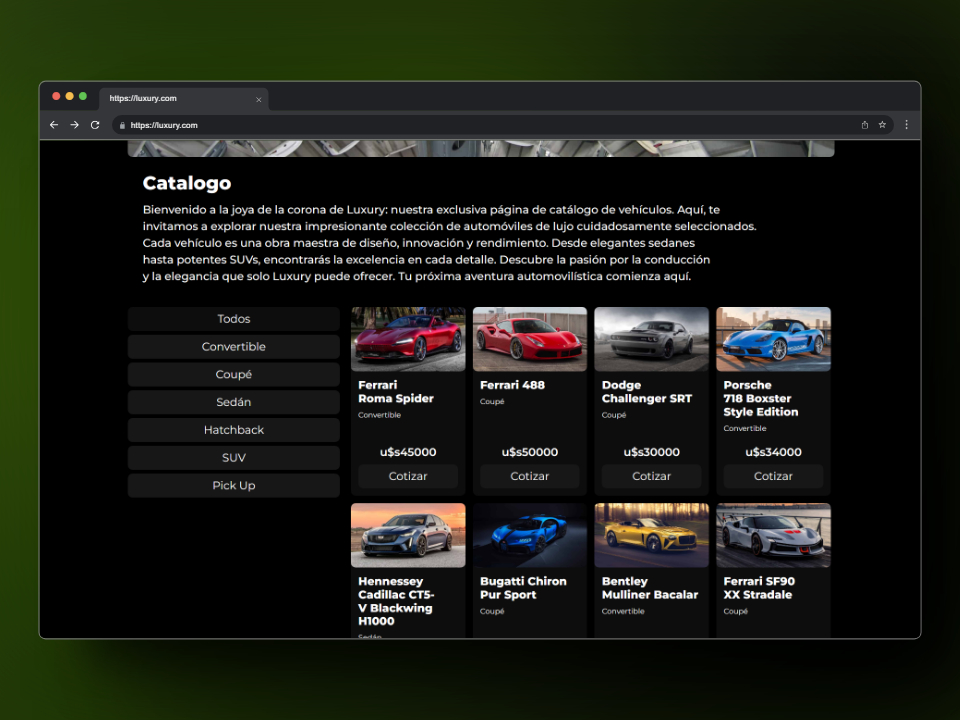 https://luxury.com
https://luxury.com
Catalogo
Bienvenido a la joya de la corona de Luxury: nuestra exclusiva página de catálogo de vehículos. Aquí, te
invitamos a explorar nuestra impresionante colección de automóviles de lujo cuidadosamente seleccionados.
Cada vehículo es una obra maestra de diseño, innovación y rendimiento. Desde elegantes sedanes
hasta potentes SUVs, encontrarás la excelencia en cada detalle. Descubre la pasión por la conducción
y la elegancia que solo Luxury puede ofrecer. Tu próxima aventura automovilística comienza aquí.
Todos
Convertible
Coupé
Sedán
Hatchback
SUV
Pick Up
Ferrari
Roma Spider
Convertible
u$s45000
Cotizar
Ferrari 488
Coupé
u$s50000
Cotizar
Dodge
Challenger SRT
Coupé
u$s30000
Cotizar
Porsche
718 Boxster
Style Edition
Convertible
u$s34000
Cotizar
Hennessey
Cadillac CT5-
V Blackwing
H1000
Sedán
Bugatti Chiron
Pur Sport
Coupé
Bentley
Mulliner Bacalar
Convertible
Ferrari SF90
XX Stradale
Coupé